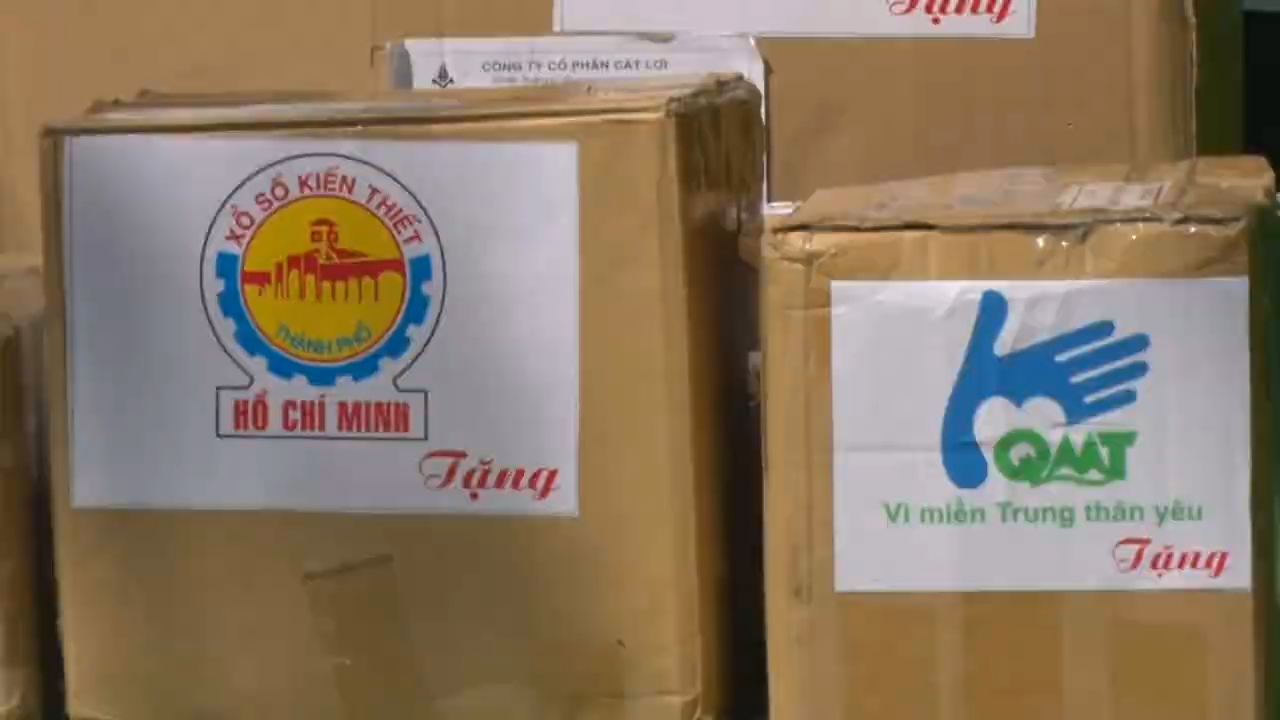 Tặng
CÔNG TY CỔ PHẦN CÁT LỢI
XỔ SỐ KIẾN THIẾT
THÀNH PHỐ
HỒ CHÍ MINH
Tặng
QMT
Vì miền Trung thân yêu
Tặng